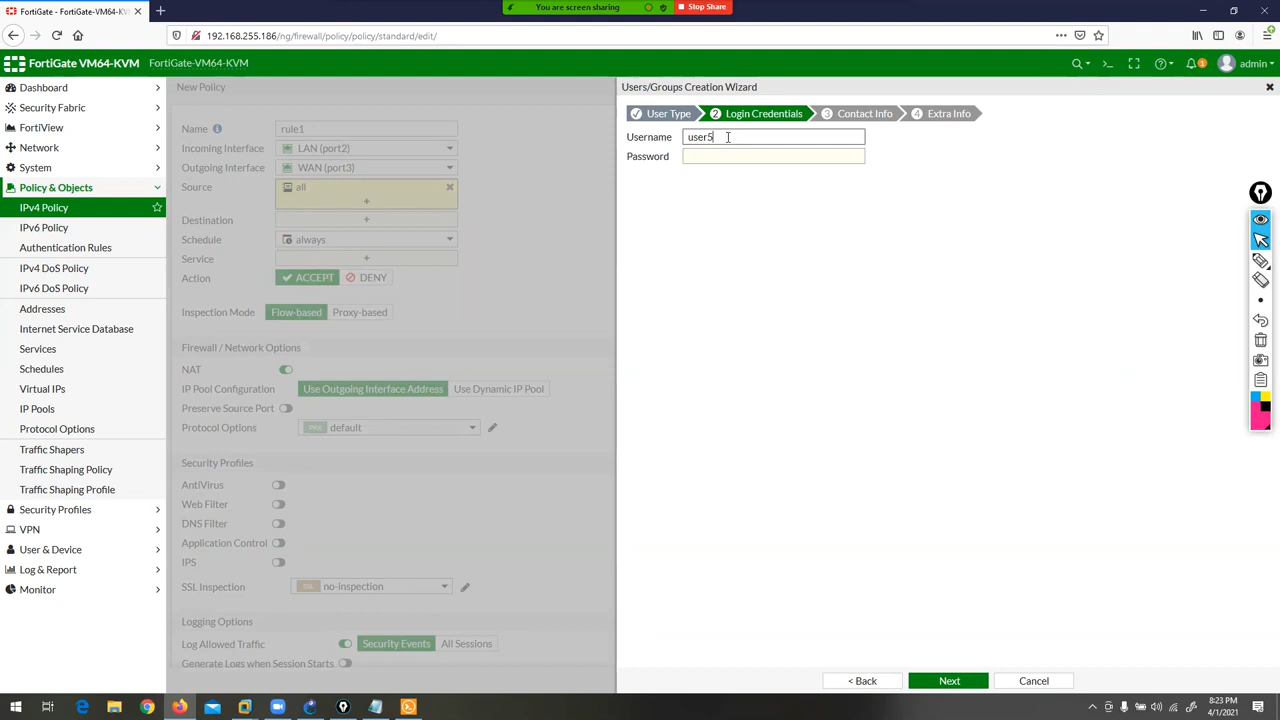 You are screen sharing
Stop Share
FortiGate - FortiGate-VM64-KVM
192.168.255.186/ng/firewall/policy/policy/standard/edit/
FortiGate VM64-KVM
FortiGate-VM64-KVM
1
admin
Dashboard
Security Fabric
FortiView
Network
System
Policy & Objects
IPv4 Policy
IPv6 Policy
Authentication Rules
IPv4 DoS Policy
IPv6 DoS Policy
Addresses
Internet Service Database
Services
Schedules
Virtual IPs
IP Pools
Protocol Options
Traffic Shapers
Traffic Shaping Policy
Traffic Shaping Profile
Security Profiles
VPN
User & Device
Log & Report
Monitor
New Policy
Name rule1
Incoming Interface LAN (port2)
Outgoing Interface WAN (port3)
Source all
Destination
Schedule always
Service
Action ACCEPT DENY
Inspection Mode Flow-based Proxy-based
Firewall / Network Options
NAT
IP Pool Configuration Use Outgoing Interface Address Use Dynamic IP Pool
Preserve Source Port
Protocol Options default
Security Profiles
AntiVirus
Web Filter
DNS Filter
Application Control
IPS
SSL Inspection no-inspection
Logging Options
Log Allowed Traffic Security Events All Sessions
Generate Logs when Session Starts
Users/Groups Creation Wizard
User Type 2 Login Credentials 3 Contact Info 4 Extra Info
Username user5
Password
< Back Next Cancel
8:23 PM
4/1/2021